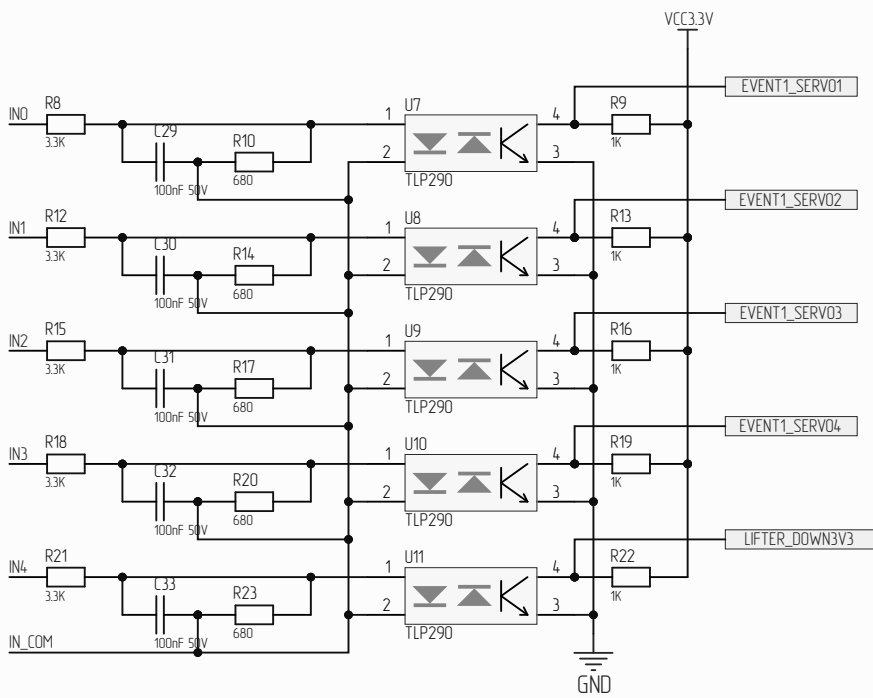 VCC3.3V
EVENT1_SERVO1
IN0
R8
3.3K
C29
100nF 50V
R10
680
1
2
U7
TLP290
4
3
R9
1K
EVENT1_SERVO2
IN1
R12
3.3K
C30
100nF 50V
R14
680
1
2
U8
TLP290
4
3
R13
1K
EVENT1_SERVO3
IN2
R15
3.3K
C31
100nF 50V
R17
680
1
2
U9
TLP290
4
3
R16
1K
EVENT1_SERVO4
IN3
R18
3.3K
C32
100nF 50V
R20
680
1
2
U10
TLP290
4
3
R19
1K
LIFTER_DOWN3V3
IN4
R21
3.3K
C33
100nF 50V
R23
680
1
2
U11
TLP290
4
3
R22
1K
IN_COM
GND